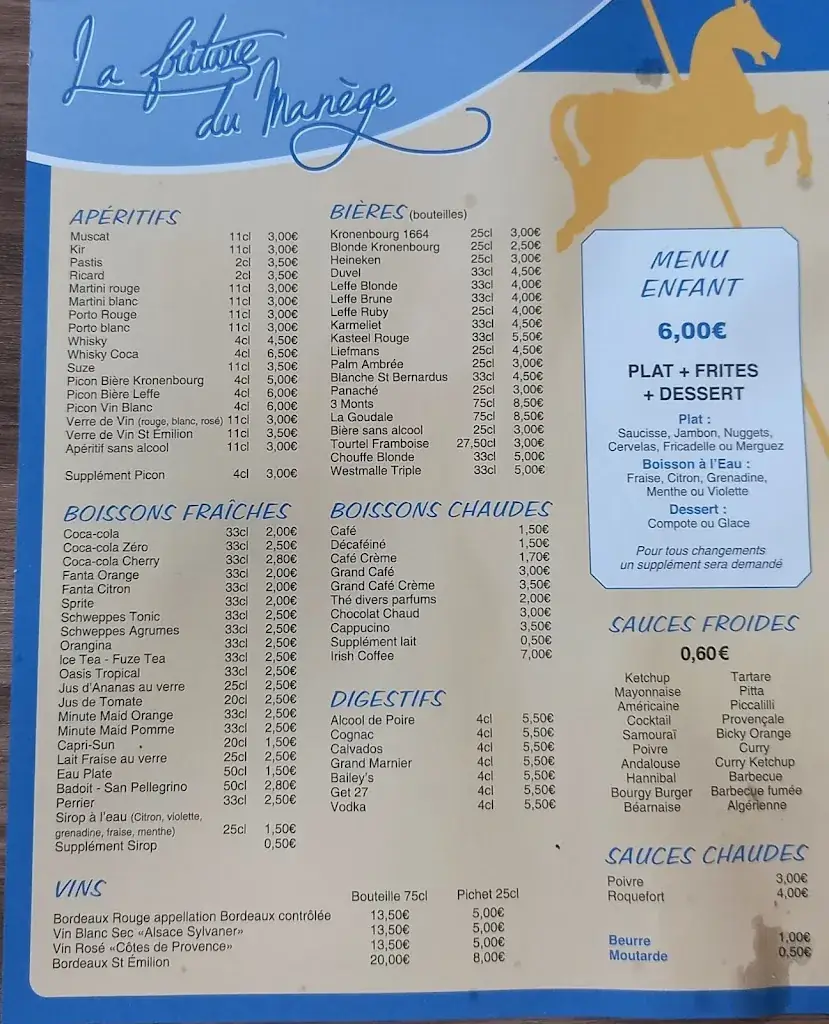 La friture
du Manège
APÉRITIFS
Muscat 11cl 3,00€
Kir 11cl 3,00€
Pastis 2cl 3,50€
Ricard 2cl 3,50€
Martini rouge 11cl 3,00€
Martini blanc 11cl 3,00€
Porto Rouge 11cl 3,00€
Porto blanc 11cl 3,00€
Whisky 4cl 4,50€
Whisky Coca 4cl 6,50€
Suze 11cl 3,50€
Picon Bière Kronenbourg 4cl 5,00€
Picon Bière Leffe 4cl 6,00€
Picon Vin Blanc 4cl 6,00€
Verre de Vin (rouge, blanc, rosé) 11cl 3,00€
Verre de Vin St Émilion 11cl 3,50€
Apéritif sans alcool 11cl 3,00€
Supplément Picon 4cl 3,00€
BIÈRES (bouteilles)
Kronenbourg 1664 25cl 3,00€
Blonde Kronenbourg 25cl 2,50€
Heineken 25cl 3,00€
Duvel 33cl 4,50€
Leffe Blonde 33cl 4,00€
Leffe Brune 33cl 4,00€
Leffe Ruby 25cl 4,00€
Karmeliet 33cl 4,50€
Kasteel Rouge 33cl 5,50€
Liefmans 25cl 4,50€
Palm Ambrée 25cl 3,00€
Blanche St Bernardus 33cl 4,50€
Panaché 25cl 3,00€
3 Monts 75cl 8,50€
La Goudale 75cl 8,50€
Bière sans alcool 25cl 3,00€
Tourtel Framboise 27,50cl 3,00€
Chouffe Blonde 33cl 5,00€
Westmalle Triple 33cl 5,00€
MENU
ENFANT
6,00€
PLAT + FRITES
+ DESSERT
Plat :
Saucisse, Jambon, Nuggets,
Cervelas, Fricadelle ou Merguez
Boisson à l'Eau :
Fraise, Citron, Grenadine,
Menthe ou Violette
Dessert :
Compote ou Glace
Pour tous changements
un supplément sera demandé
BOISSONS FRAÎCHES
Coca-cola 33cl 2,00€
Coca-cola Zéro 33cl 2,50€
Coca-cola Cherry 33cl 2,80€
Fanta Orange 33cl 2,00€
Fanta Citron 33cl 2,00€
Sprite 33cl 2,50€
Schweppes Tonic 33cl 2,50€
Schweppes Agrumes 33cl 2,50€
Orangina 33cl 2,50€
Ice Tea - Fuze Tea 33cl 2,50€
Oasis Tropical 33cl 2,50€
Jus d'Ananas au verre 25cl 2,50€
Jus de Tomate 20cl 2,50€
Minute Maid Orange 33cl 2,50€
Minute Maid Pomme 33cl 2,50€
Capri-Sun 20cl 1,50€
Lait Fraise au verre 25cl 2,50€
Eau Plate 50cl 1,50€
Badoit - San Pellegrino 50cl 2,80€
Perrier 33cl 2,50€
Sirop à l'eau (Citron, violette,
grenadine, fraise, menthe) 25cl 1,50€
Supplément Sirop 0,50€
BOISSONS CHAUDES
Café 1,50€
Décaféiné 1,50€
Café Crème 1,70€
Grand Café 3,00€
Grand Café Crème 3,50€
Thé divers parfums 2,00€
Chocolat Chaud 3,00€
Cappucino 3,50€
Supplément lait 0,50€
Irish Coffee 7,00€
DIGESTIFS
Alcool de Poire 4cl 5,50€
Cognac 4cl 5,50€
Calvados 4cl 5,50€
Grand Marnier 4cl 5,50€
Bailey's 4cl 5,50€
Get 27 4cl 5,50€
Vodka 4cl 5,50€
SAUCES FROIDES
0,60€
Ketchup Tartare
Mayonnaise Pitta
Américaine Piccalilli
Cocktail Provençale
Samouraï Bicky Orange
Poivre Curry
Andalouse Curry Ketchup
Hannibal Barbecue
Bourgy Burger Barbecue fumée
Béarnaise Algérienne
SAUCES CHAUDES
Poivre 3,00€
Roquefort 4,00€
Beurre 1,00€
Moutarde 0,50€
VINS
Bouteille 75cl Pichet 25cl
Bordeaux Rouge appellation Bordeaux contrôlée 13,50€ 5,00€
Vin Blanc Sec «Alsace Sylvaner» 13,50€ 5,00€
Vin Rosé «Côtes de Provence» 13,50€ 5,00€
Bordeaux St Émilion 20,00€ 8,00€